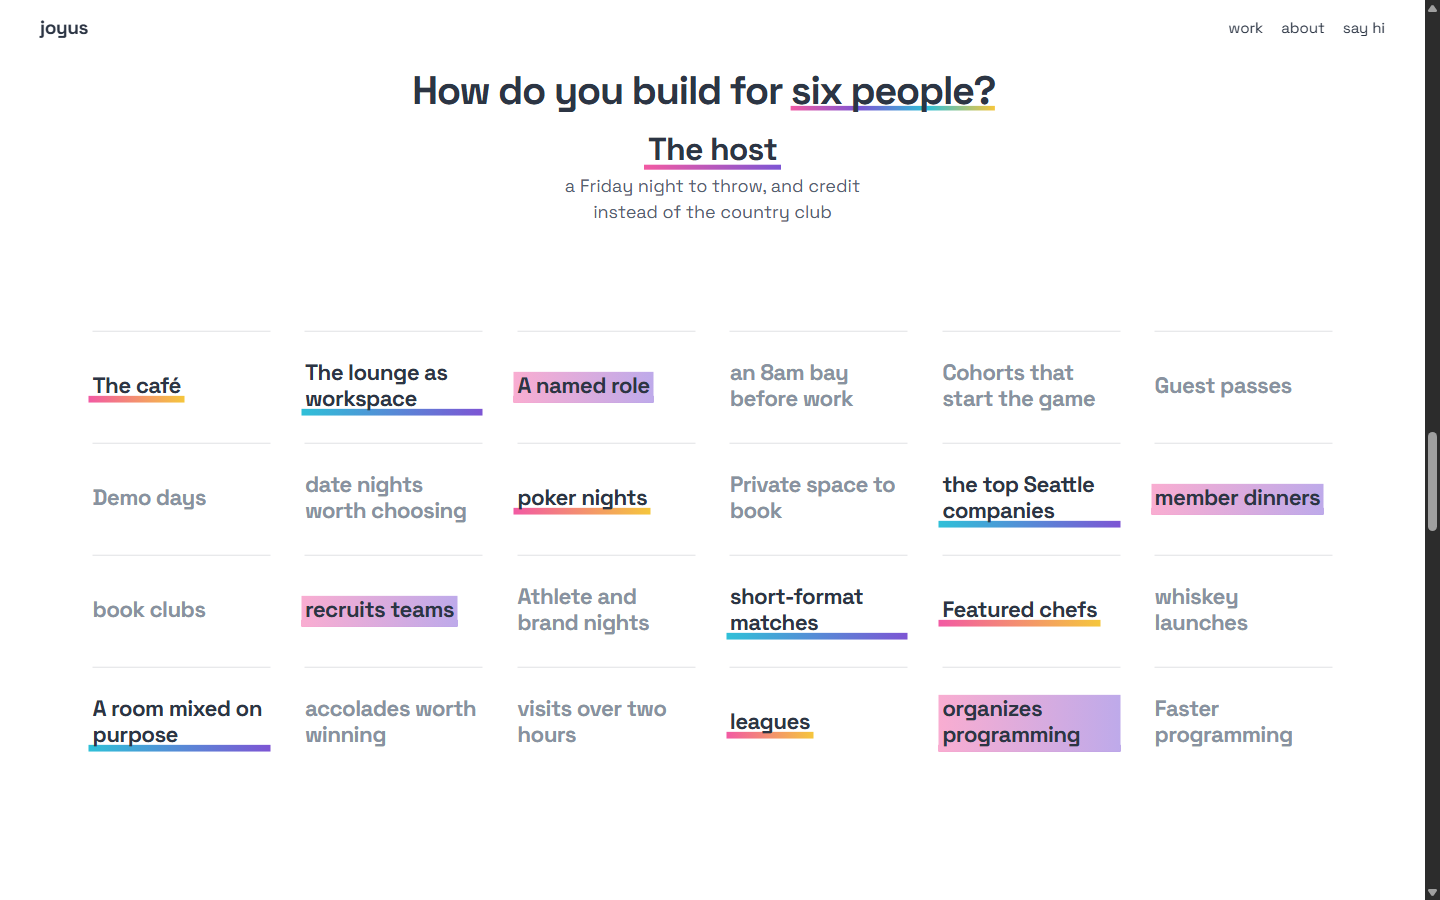 joyus
work about say hi
How do you build for six people?
The host
a Friday night to throw, and credit
instead of the country club
The café
The lounge as
workspace
A named role
an 8am bay
before work
Cohorts that
start the game
Guest passes
Demo days
date nights
worth choosing
poker nights
Private space to
book
the top Seattle
companies
member dinners
book clubs
recruits teams
Athlete and
brand nights
short-format
matches
Featured chefs
whiskey
launches
A room mixed on
purpose
accolades worth
winning
visits over two
hours
leagues
organizes
programming
Faster
programming